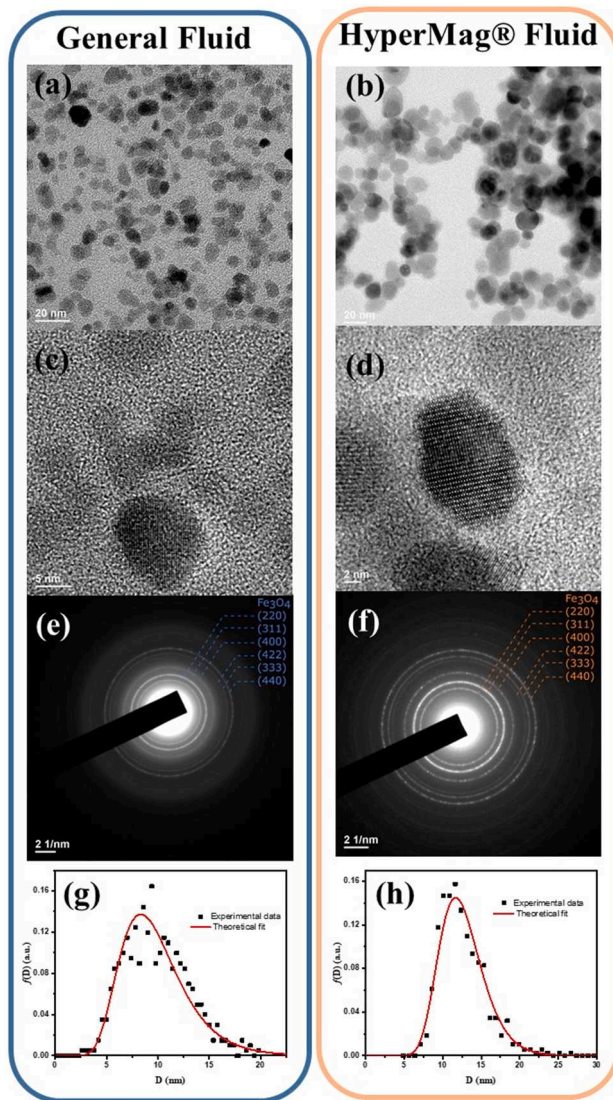 General Fluid
HyperMag® Fluid
(a)
20 nm
(b)
20 nm
(c)
5 nm
(d)
2 nm
(e)
Fe3O4
(220)
(311)
(400)
(422)
(333)
(440)
2 1/nm
(f)
Fe3O4
(220)
(311)
(400)
(422)
(333)
(440)
2 1/nm
(g)
Experimental data
Theoretical fit
f(D) (a.u.)
0.16
0.12
0.08
0.04
0.00
0 5 10 15 20
D (nm)
(h)
Experimental data
Theoretical fit
f(D) (a.u.)
0.16
0.12
0.08
0.04
0.00
0 5 10 15 20 25 30
D (nm)